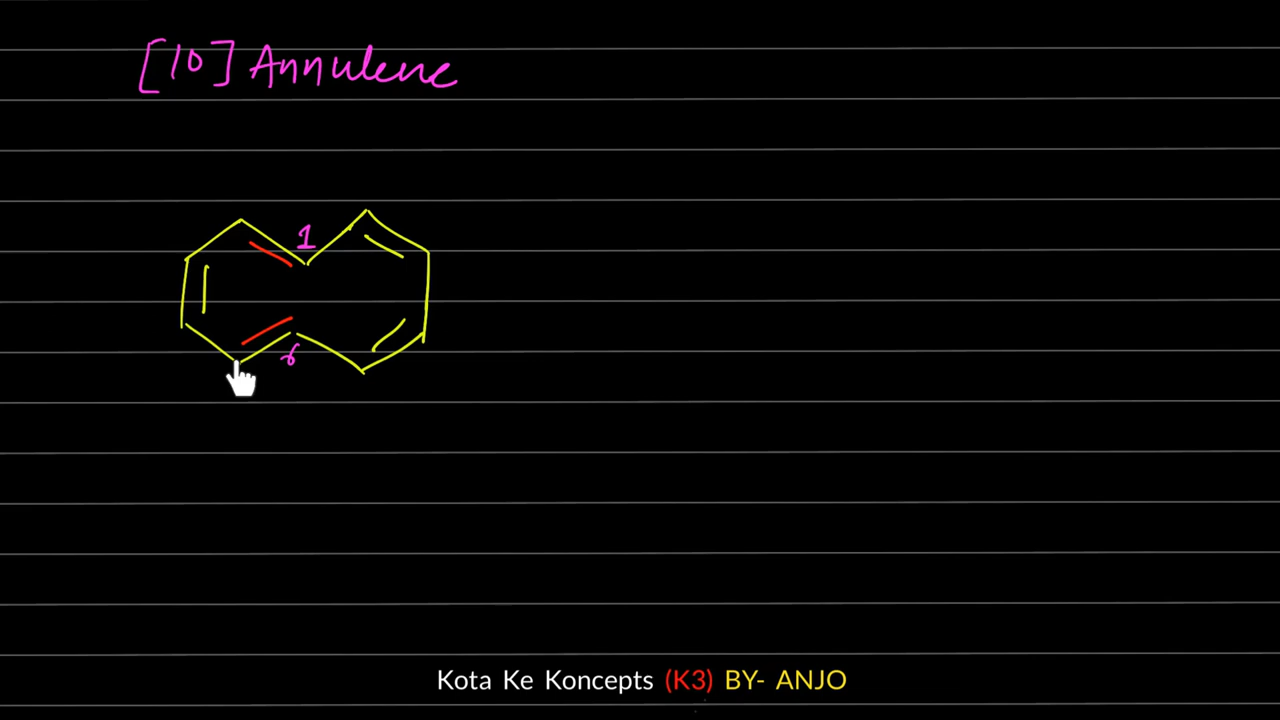 [10] Annulene
1
6
Kota Ke Koncepts (K3) BY- ANJO